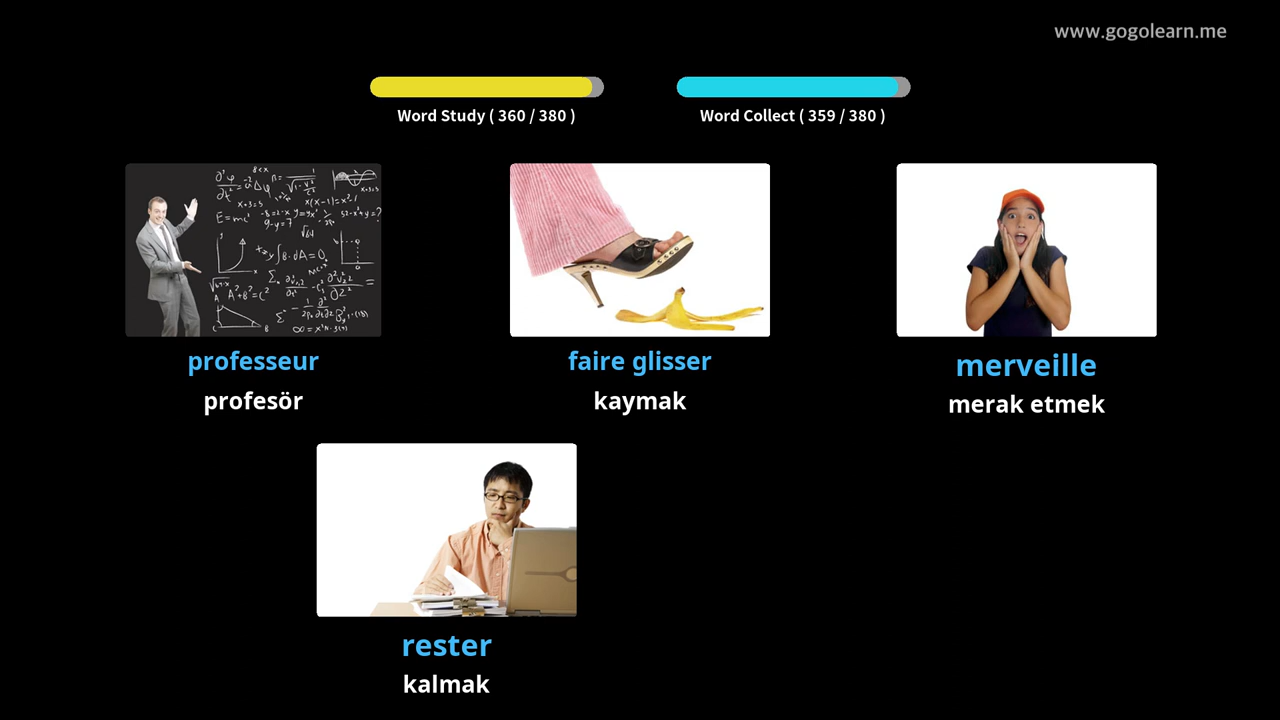 www.gogolearn.me
Word Study ( 360 / 380 )
Word Collect ( 359 / 380 )
professeur
profesör
faire glisser
kaymak
merveille
merak etmek
rester
kalmak